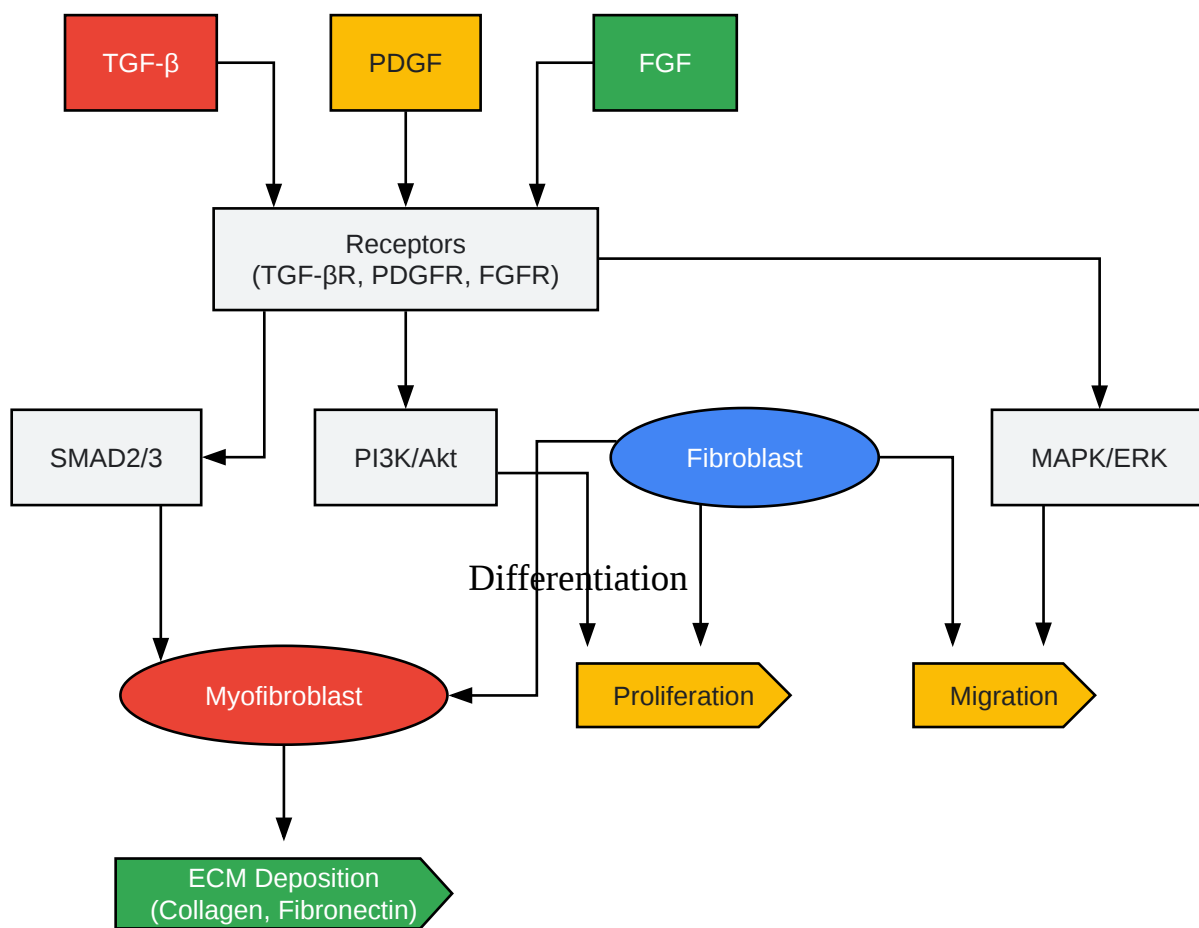 TGF-β
PDGF
FGF
Receptors
(TGF-βR, PDGFR, FGFR)
SMAD2/3
PI3K/Akt
Fibroblast
MAPK/ERK
Differentiation
Myofibroblast
Proliferation
Migration
ECM Deposition
(Collagen, Fibronectin)